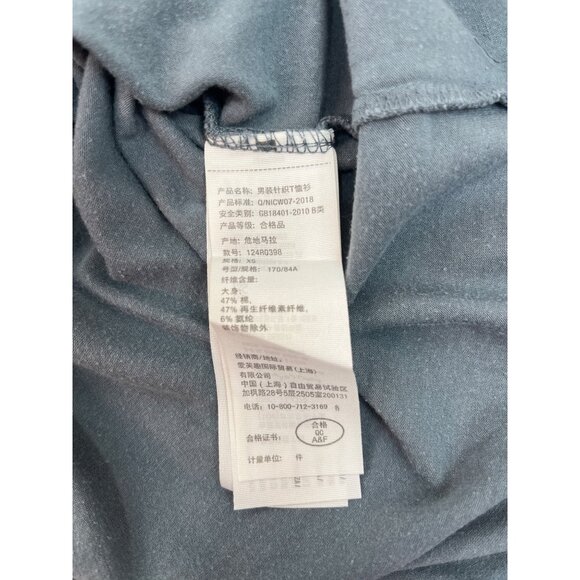 产品名称: 男装针织T恤衫
产品标准: Q/NICW07-2018
安全类别: GB18401-2010 B类
产品等级: 合格品
产地: 危地马拉
款号: 124RQ398
规格: XS
号型/规格: 170/84A
纤维含量:
大身:
47% 棉,
47% 再生纤维素纤维,
6% 氨纶
装饰物除外
经销商/地址:
爱芙趣国际贸易(上海)
有限公司
中国(上海)自由贸易试验区
加枫路28号5层2505室200131
电话: 10-800-712-3169
合格证书:
合格
00
A&F
计量单位: 件